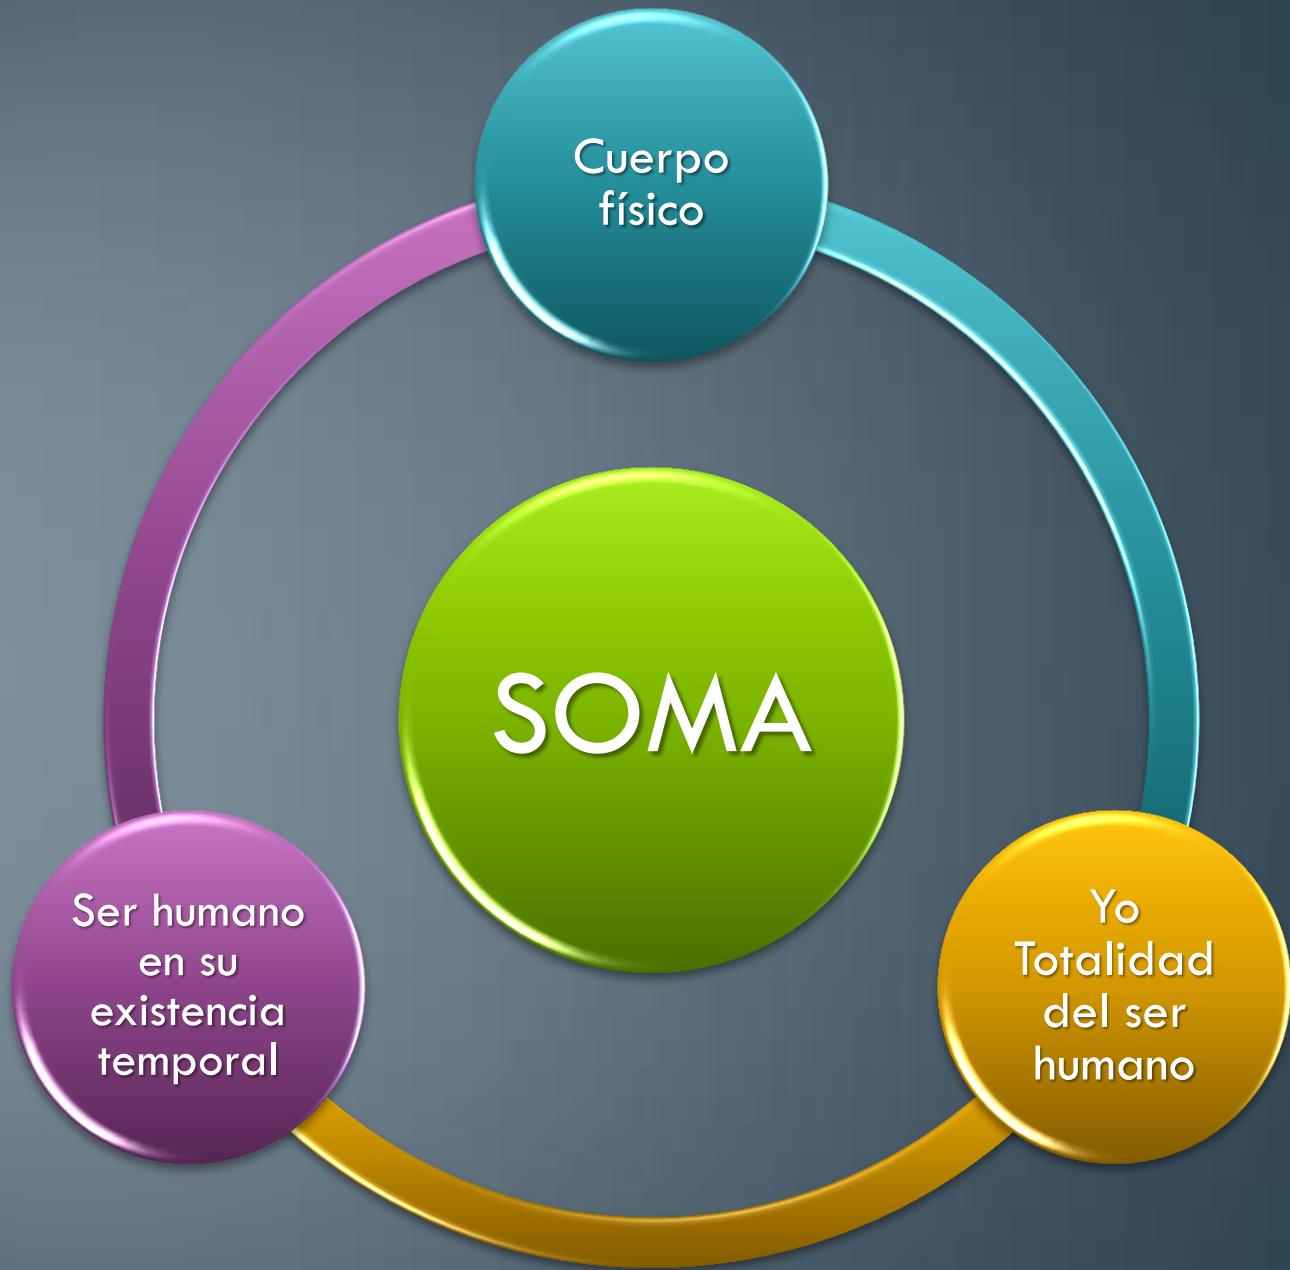 Cuerpo
físico
SOMA
Ser humano
en su
existencia
temporal
Yo
Totalidad
del ser
humano